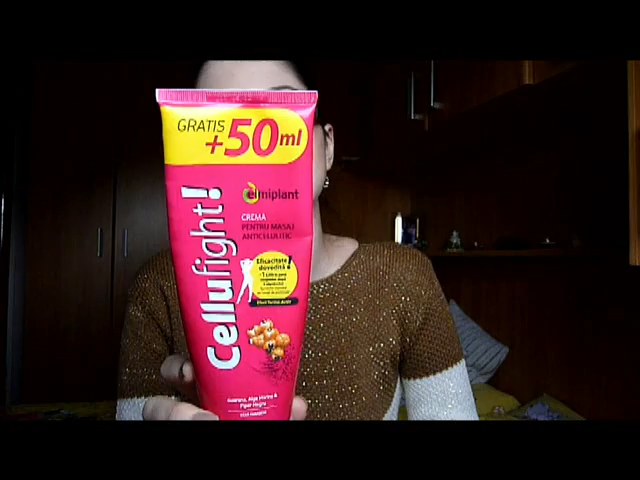 GRATIS
+50ml
elmiplant
CREMA
PENTRU MASAJ
ANTICELULITIC
Cellufight!
Eficacitate
dovedită
Guarana, Alge Marine &
Piper Negru